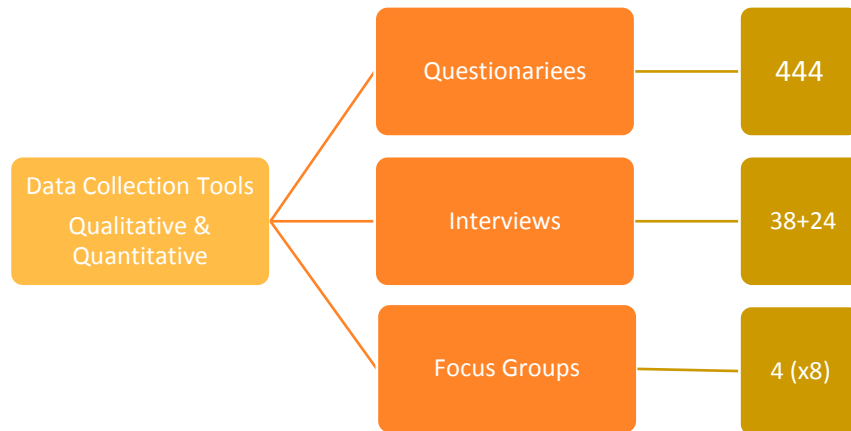 Data Collection Tools
Qualitative &
Quantitative
Questionariees
444
Interviews
38+24
Focus Groups
4 (x8)